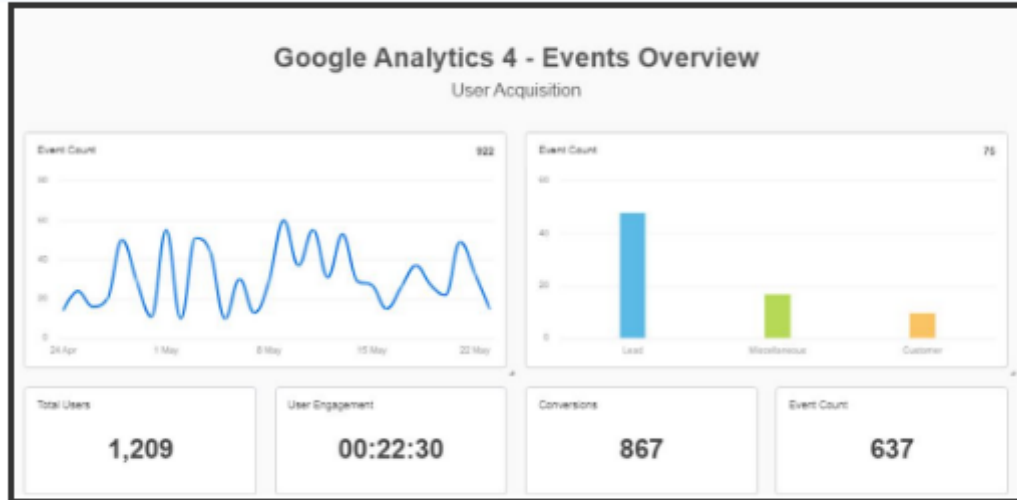 Google Analytics 4 - Events Overview
User Acquisition
Event Count 922
80
60
40
20
0
24 Apr 1 May 8 May 15 May 22 May
Event Count 75
60
40
20
0
Lead Miscellaneous Customer
Total Users
1,209
User Engagement
00:22:30
Conversions
867
Event Count
637